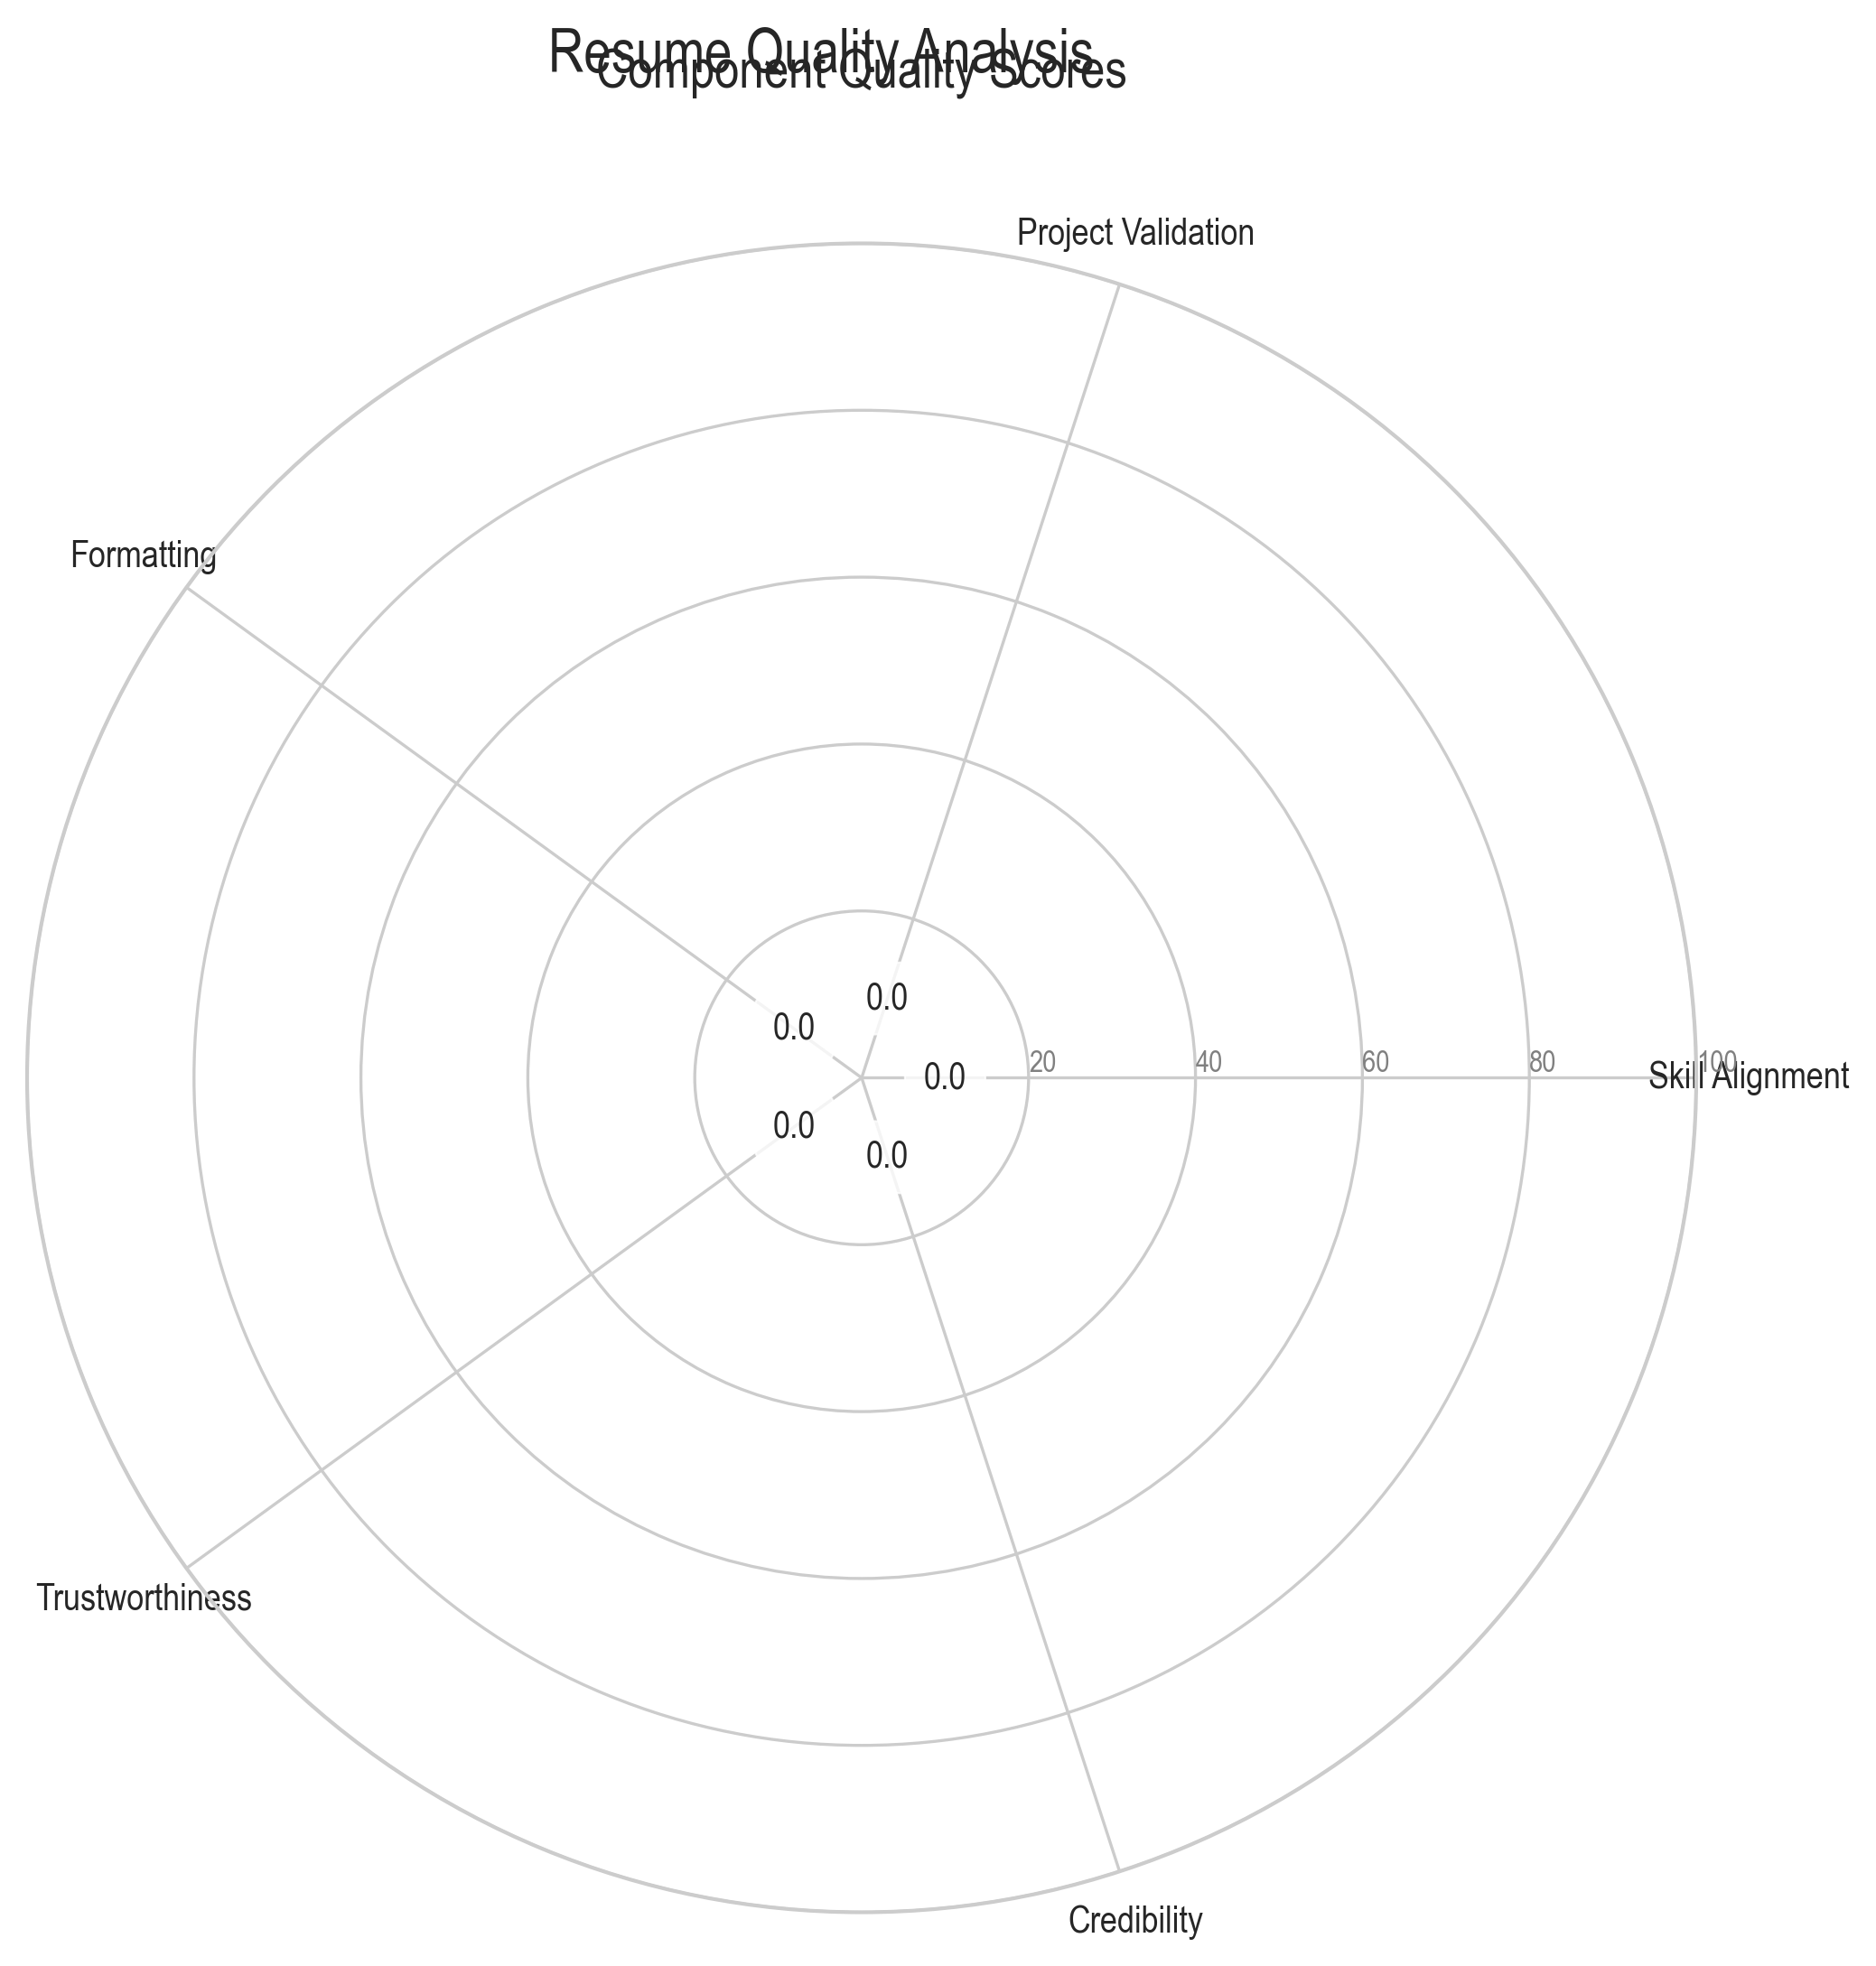 Resume Quality Analysis
Component Quality Scores
Project Validation
Formatting
0.0
0.0
0.0
20
40
60
80
100
Skill Alignment
0.0
0.0
Trustworthiness
Credibility